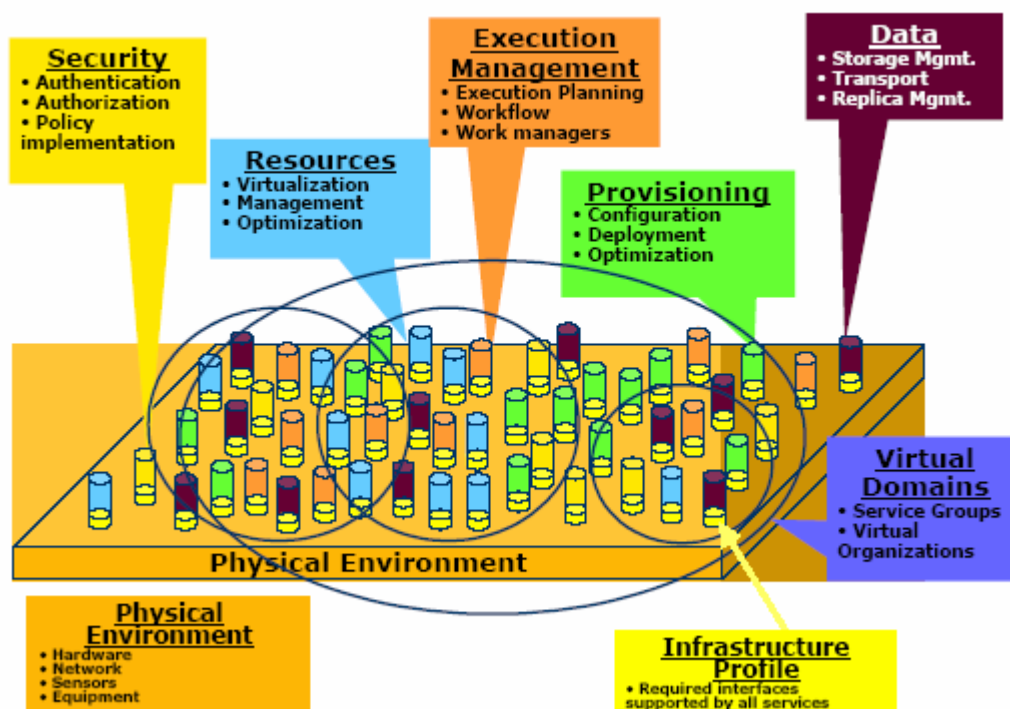 Security
• Authentication
• Authorization
• Policy
implementation
Execution
Management
• Execution Planning
• Workflow
• Work managers
Data
• Storage Mgmt.
• Transport
• Replica Mgmt.
Resources
• Virtualization
• Management
• Optimization
Provisioning
• Configuration
• Deployment
• Optimization
Virtual
Domains
• Service Groups
• Virtual
Organizations
Physical Environment
Physical
Environment
• Hardware
• Network
• Sensors
• Equipment
Infrastructure
Profile
• Required interfaces
supported by all services